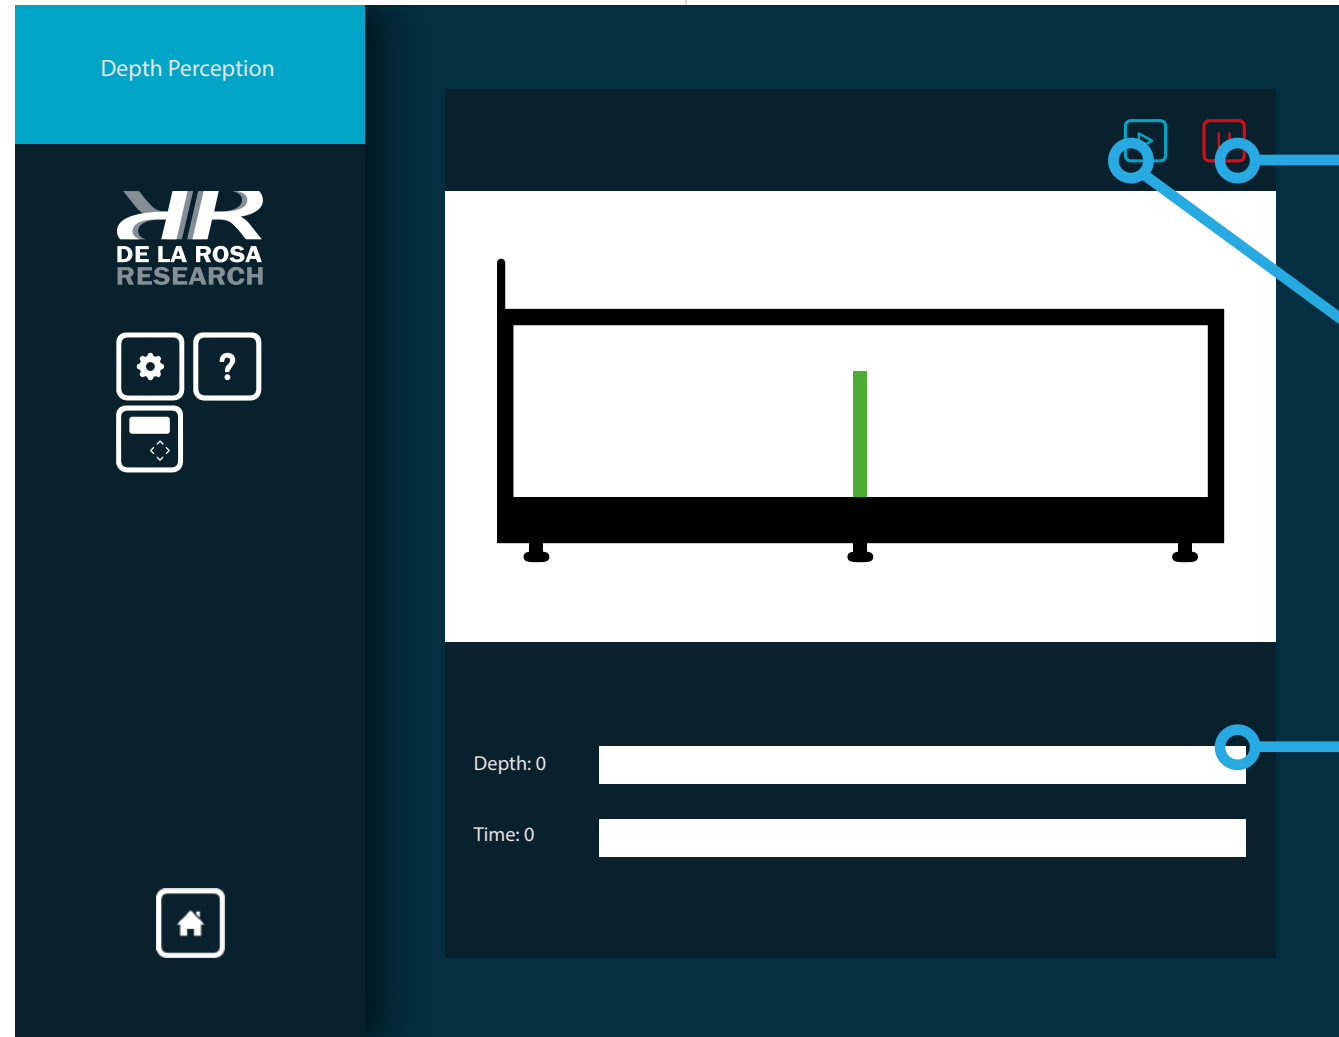 Depth Perception
DE LA ROSA
RESEARCH
?
Depth: 0
Time: 0